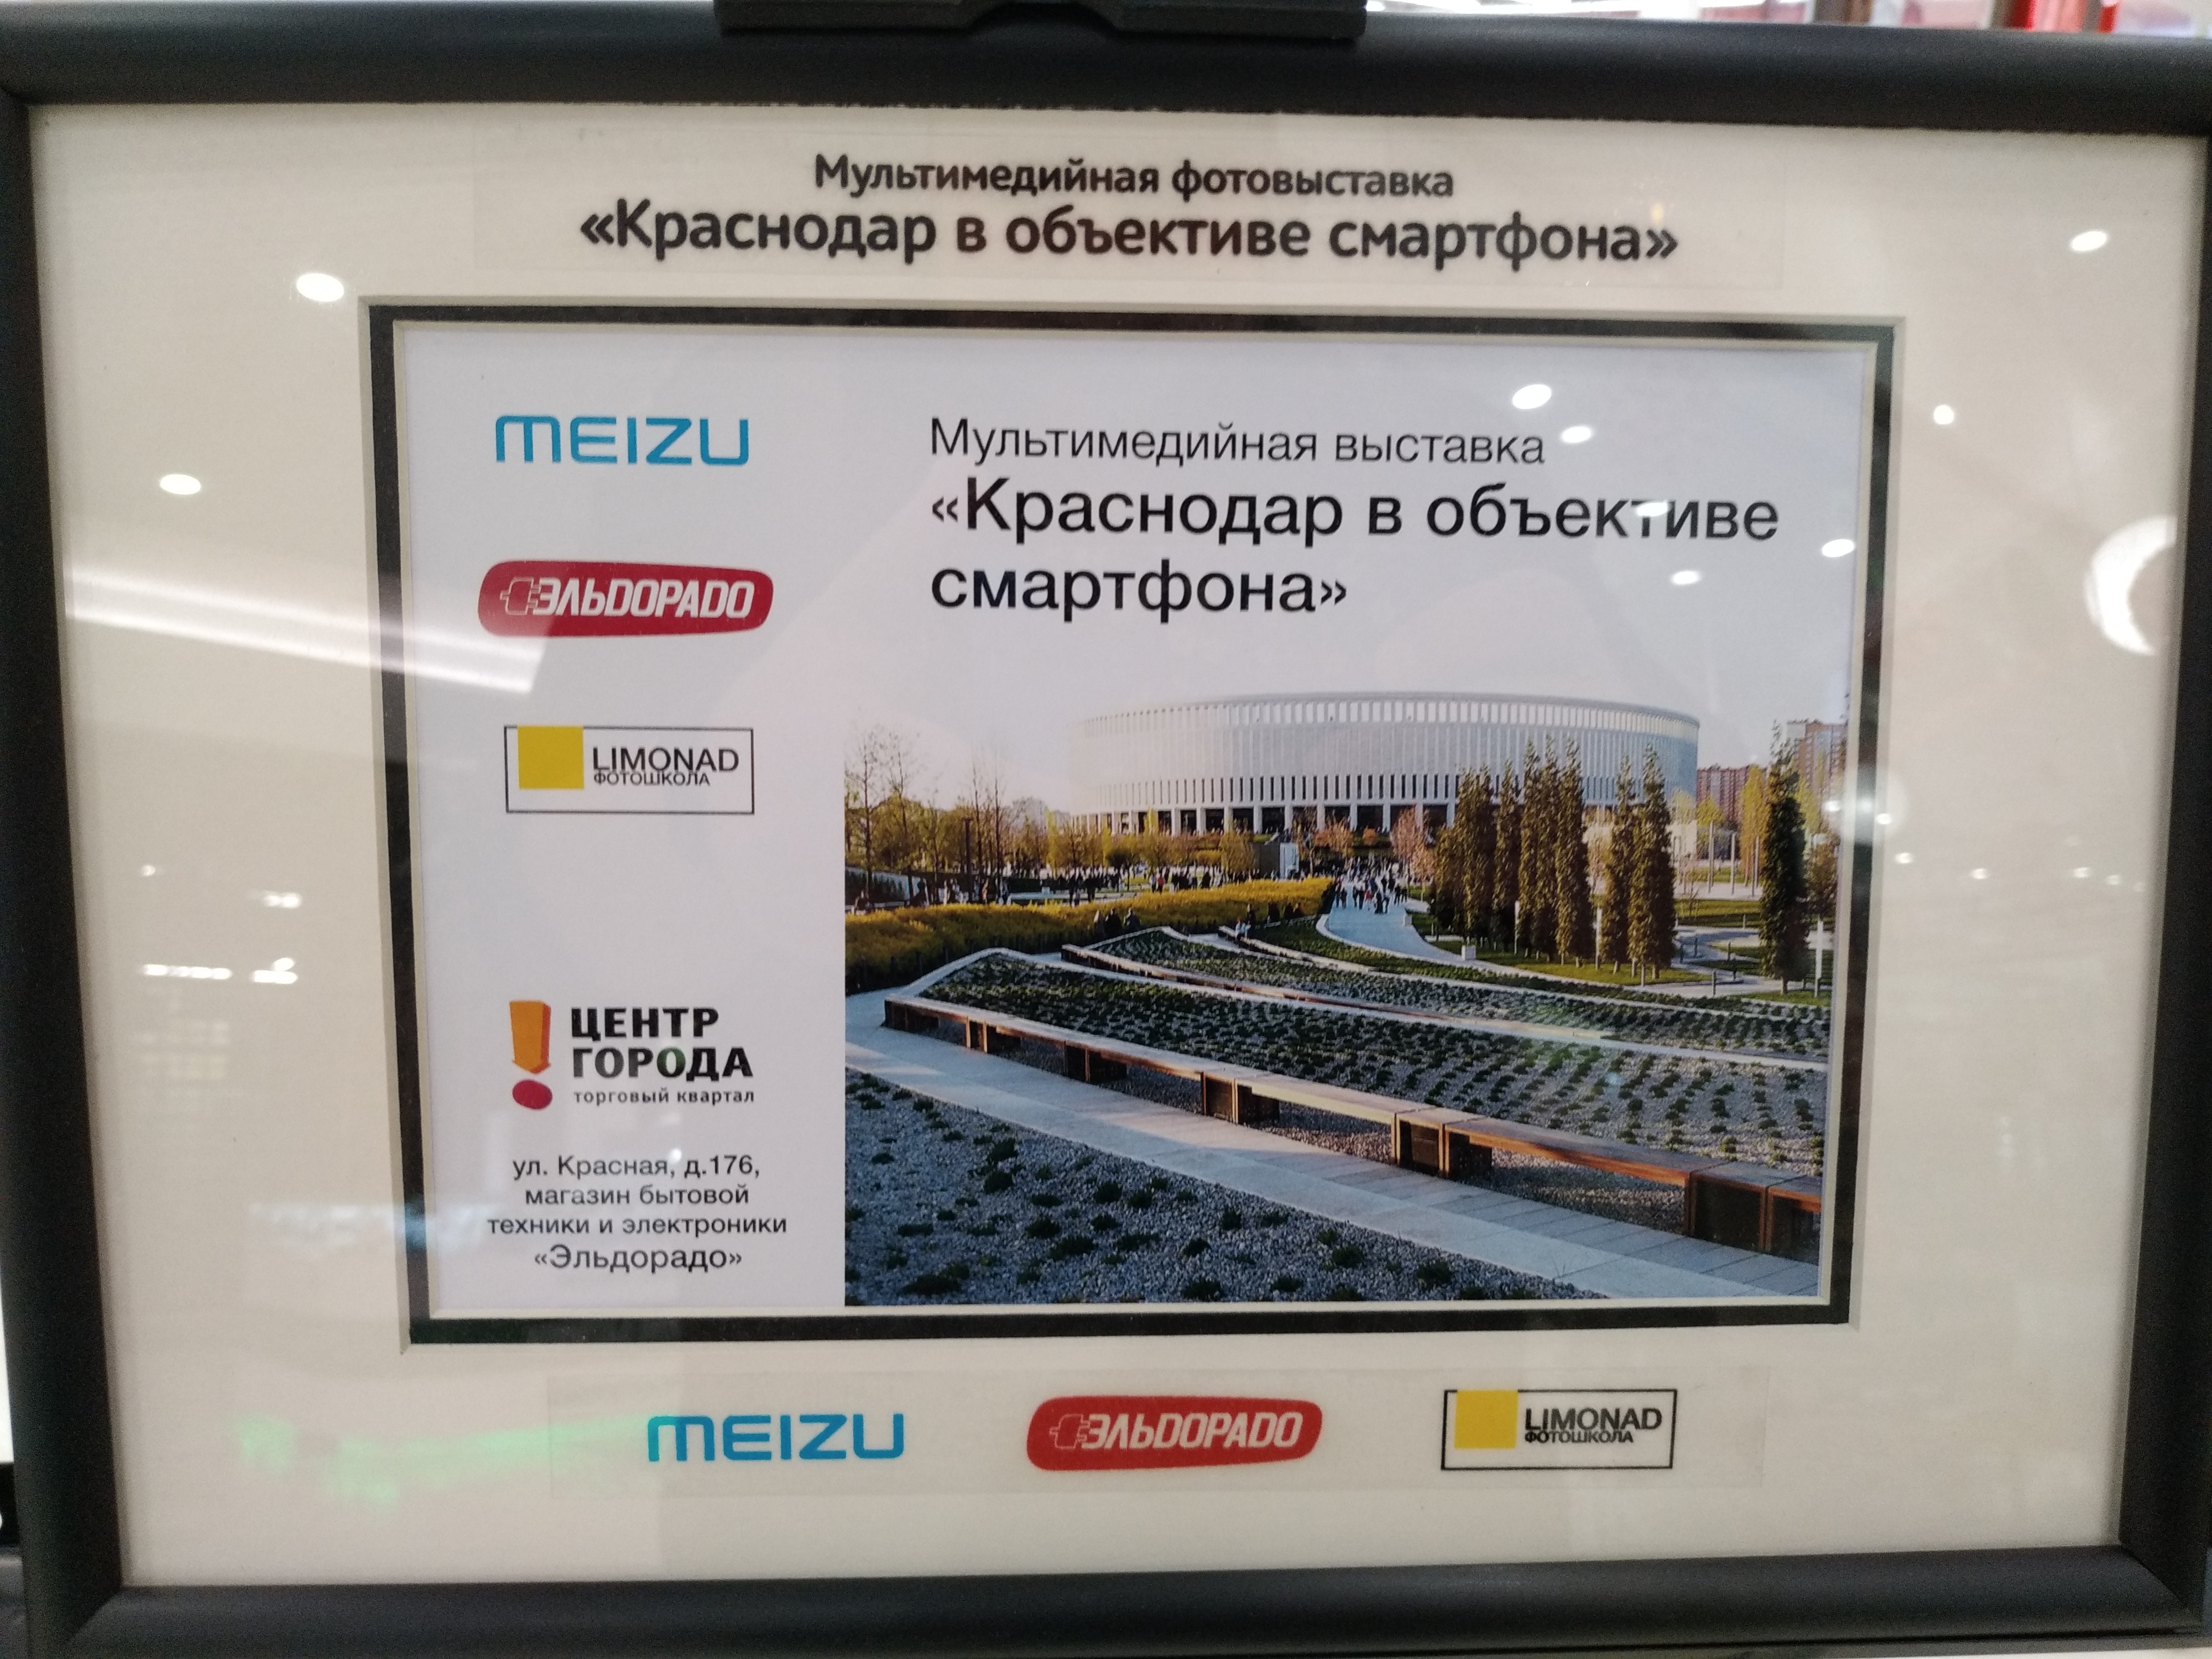 Мультимедийная фотовыставка
«Краснодар в объективе смартфона»
MEIZU
ЭЛЬДОРАДО
LIMONAD
ФОТОШКОЛА
ЦЕНТР
ГОРОДА
торговый квартал
ул. Красная, д.176,
магазин бытовой
техники и электроники
«Эльдорадо»
Мультимедийная выставка
«Краснодар в объективе
смартфона»
MEIZU
ЭЛЬДОРАДО
LIMONAD
ФОТОШКОЛА